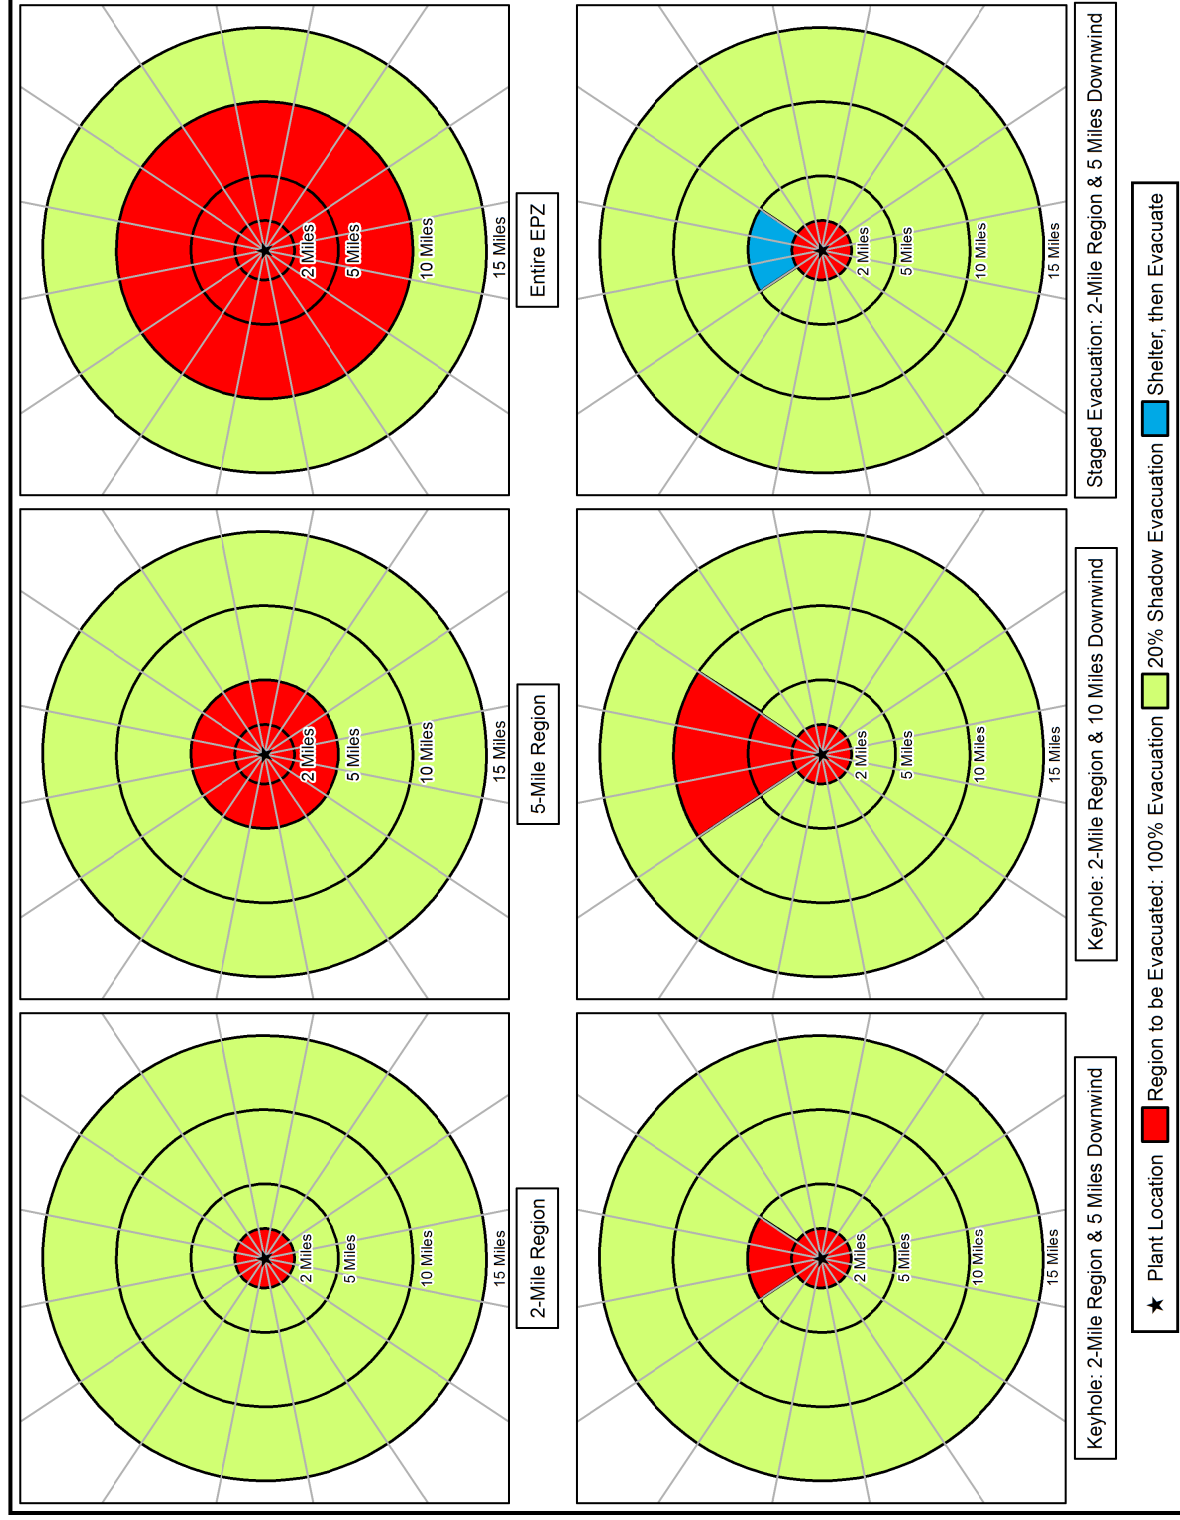 2 Miles
5 Miles
10 Miles
15 Miles
2-Mile Region
2 Miles
5 Miles
10 Miles
15 Miles
5-Mile Region
2 Miles
5 Miles
10 Miles
15 Miles
Entire EPZ
2 Miles
5 Miles
10 Miles
15 Miles
Keyhole: 2-Mile Region & 5 Miles Downwind
2 Miles
5 Miles
10 Miles
15 Miles
Keyhole: 2-Mile Region & 10 Miles Downwind
2 Miles
5 Miles
10 Miles
15 Miles
Staged Evacuation: 2-Mile Region & 5 Miles Downwind
Plant Location Region to be Evacuated: 100% Evacuation 20% Shadow Evacuation Shelter, then Evacuate